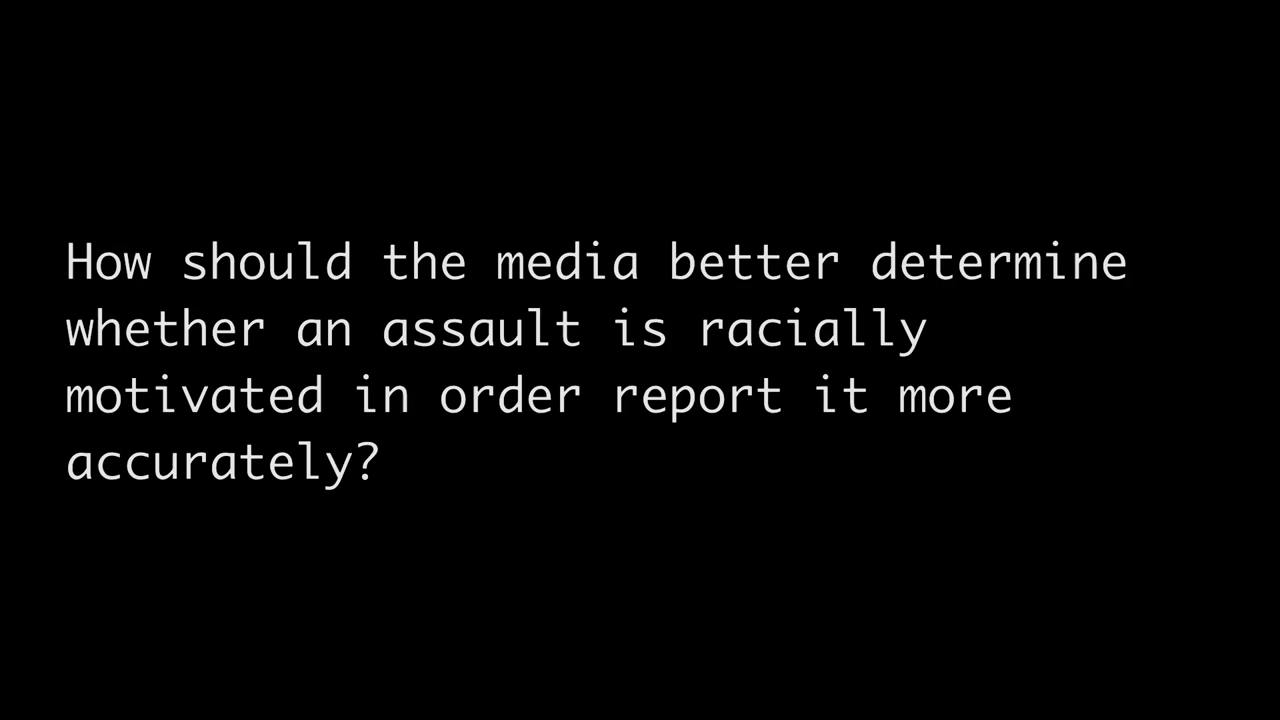 How should the media better determine
whether an assault is racially
motivated in order report it more
accurately?